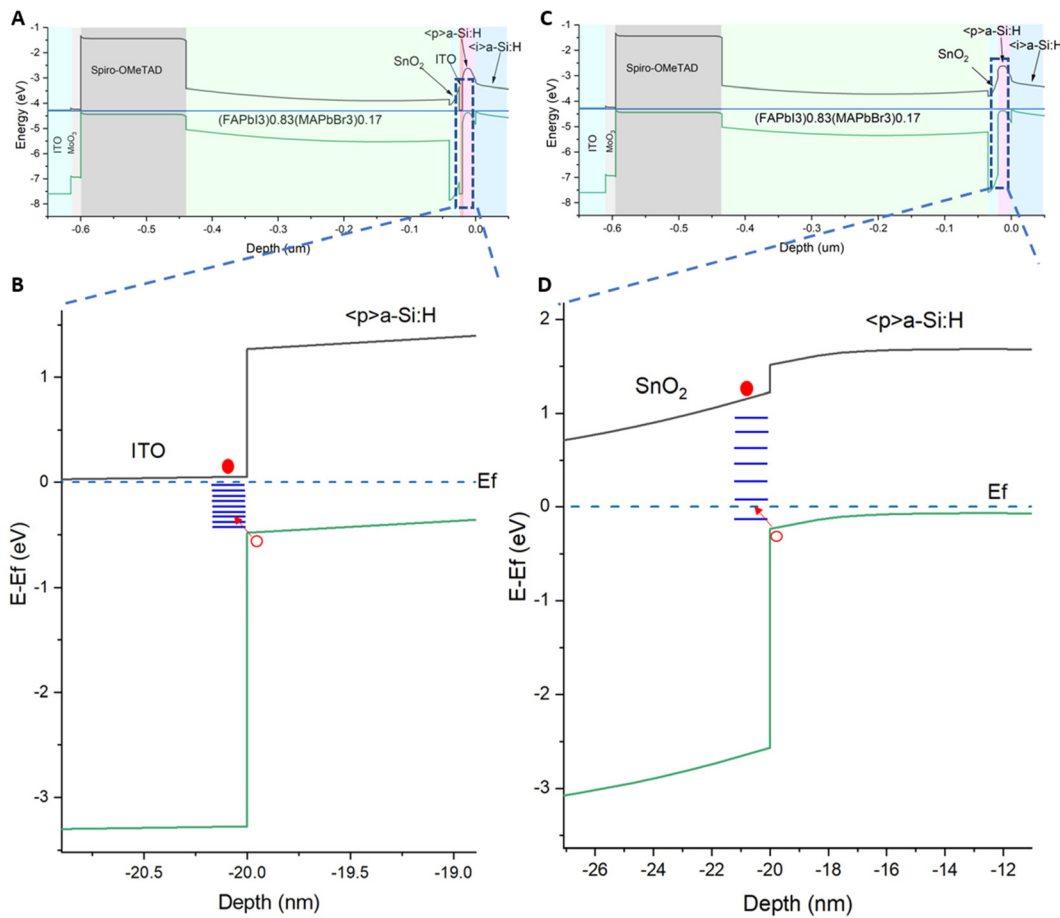 A
Energy (eV)
-1
-2
-3
-4
-5
-6
-7
-8
Spiro-OMeTAD
SnO2
ITO
<p>a-Si:H
<i>a-Si:H
(FAPbI3)0.83(MAPbBr3)0.17
ITO
MoO3
-0.6
-0.5
-0.4
-0.3
-0.2
-0.1
0.0
Depth (um)
C
Energy (eV)
-1
-2
-3
-4
-5
-6
-7
-8
Spiro-OMeTAD
SnO2
<p>a-Si:H
<i>a-Si:H
(FAPbI3)0.83(MAPbBr3)0.17
ITO
MoO3
-0.6
-0.5
-0.4
-0.3
-0.2
-0.1
0.0
Depth (um)
B
E-Ef (eV)
1
0
-1
-2
-3
<p>a-Si:H
ITO
Ef
-20.5
-20.0
-19.5
-19.0
Depth (nm)
D
E-Ef (eV)
2
1
0
-1
-2
-3
<p>a-Si:H
SnO2
Ef
-26
-24
-22
-20
-18
-16
-14
-12
Depth (nm)